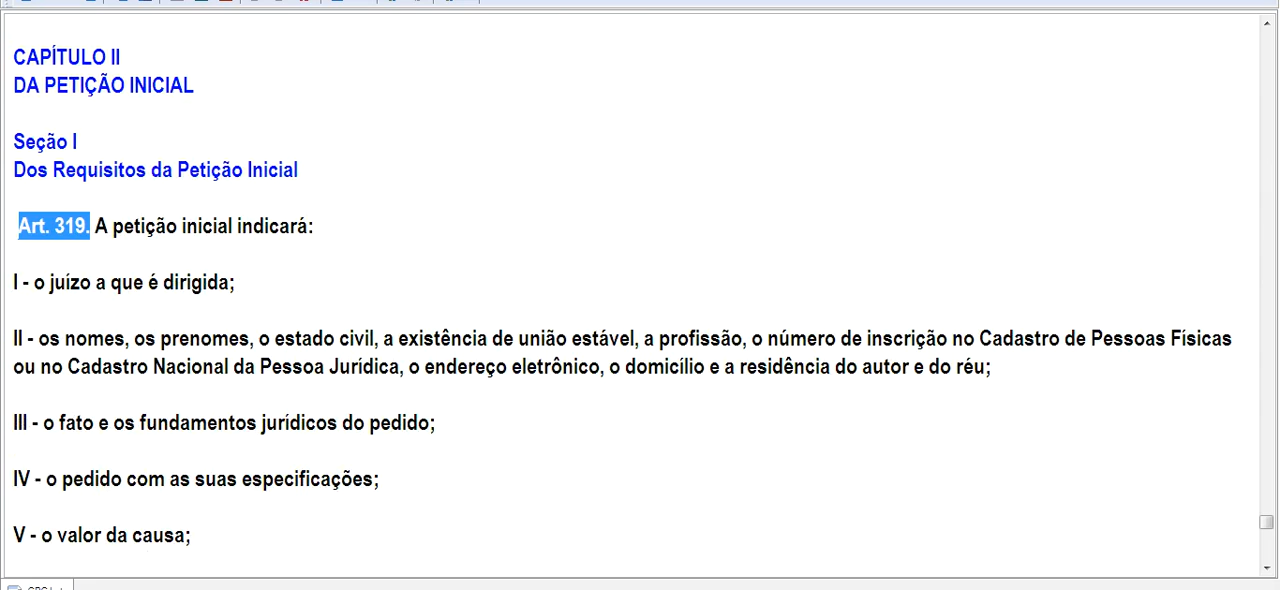 CAPÍTULO II
DA PETIÇÃO INICIAL
Seção I
Dos Requisitos da Petição Inicial
Art. 319. A petição inicial indicará:
I - o juízo a que é dirigida;
II - os nomes, os prenomes, o estado civil, a existência de união estável, a profissão, o número de inscrição no Cadastro de Pessoas Físicas
ou no Cadastro Nacional da Pessoa Jurídica, o endereço eletrônico, o domicílio e a residência do autor e do réu;
III - o fato e os fundamentos jurídicos do pedido;
IV - o pedido com as suas especificações;
V - o valor da causa;